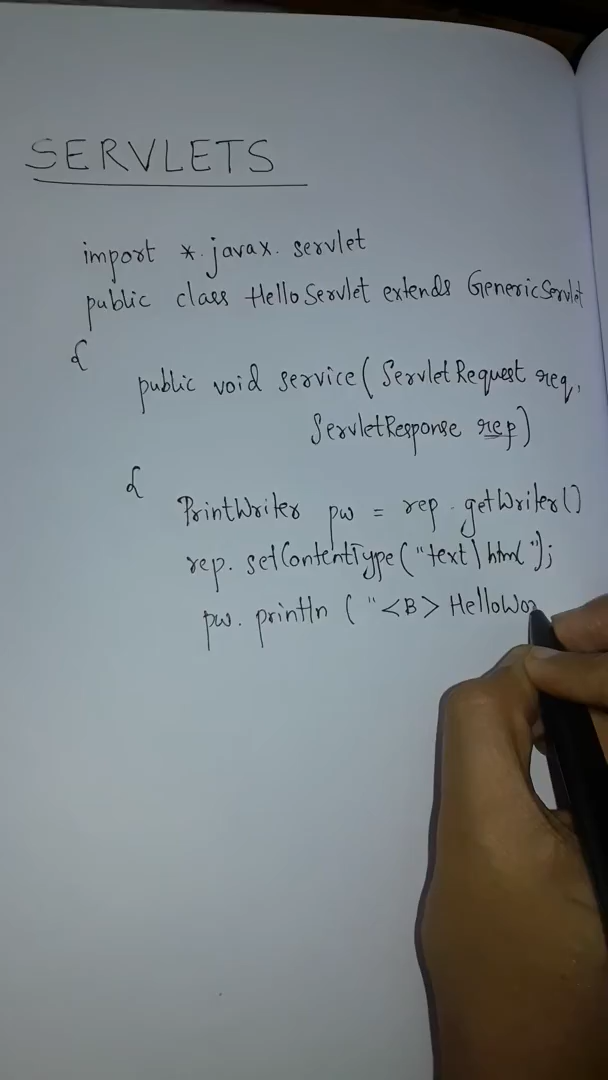 SERVLETS
import *.javax.servlet
public class HelloServlet extends GenericServlet
{
public void service(ServletRequest req,
ServletResponse rep)
{
PrintWriter pw = rep.getWriter()
rep.setContentType("text\html");
pw.println("<B>HelloWor